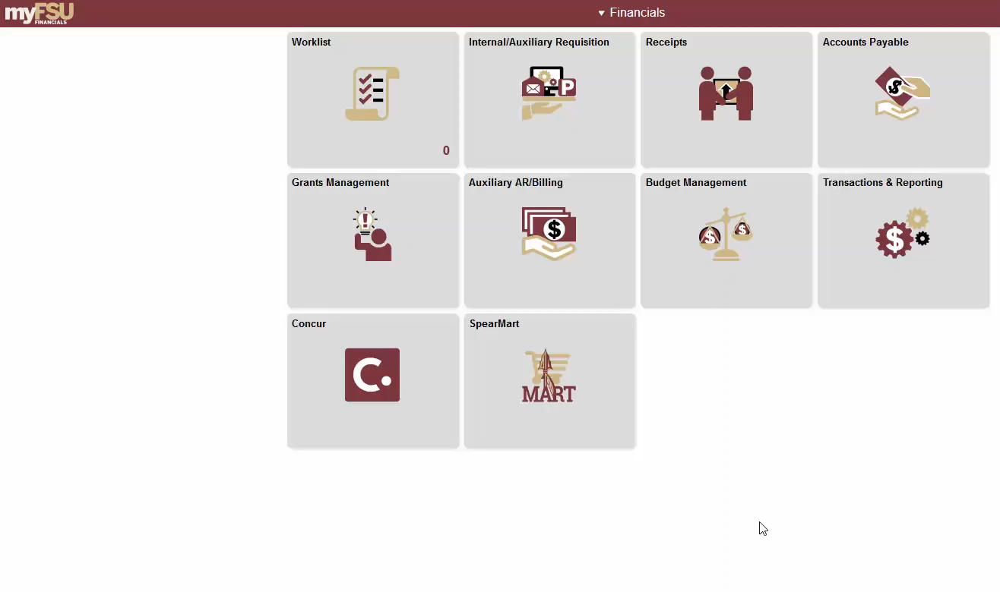 myFSU
FINANCIALS
▼ Financials
Worklist
0
Internal/Auxiliary Requisition
P
Receipts
Accounts Payable
$
Grants Management
!
Auxiliary AR/Billing
$
Budget Management
$ $
Transactions & Reporting
$
Concur
C.
SpearMart
MART